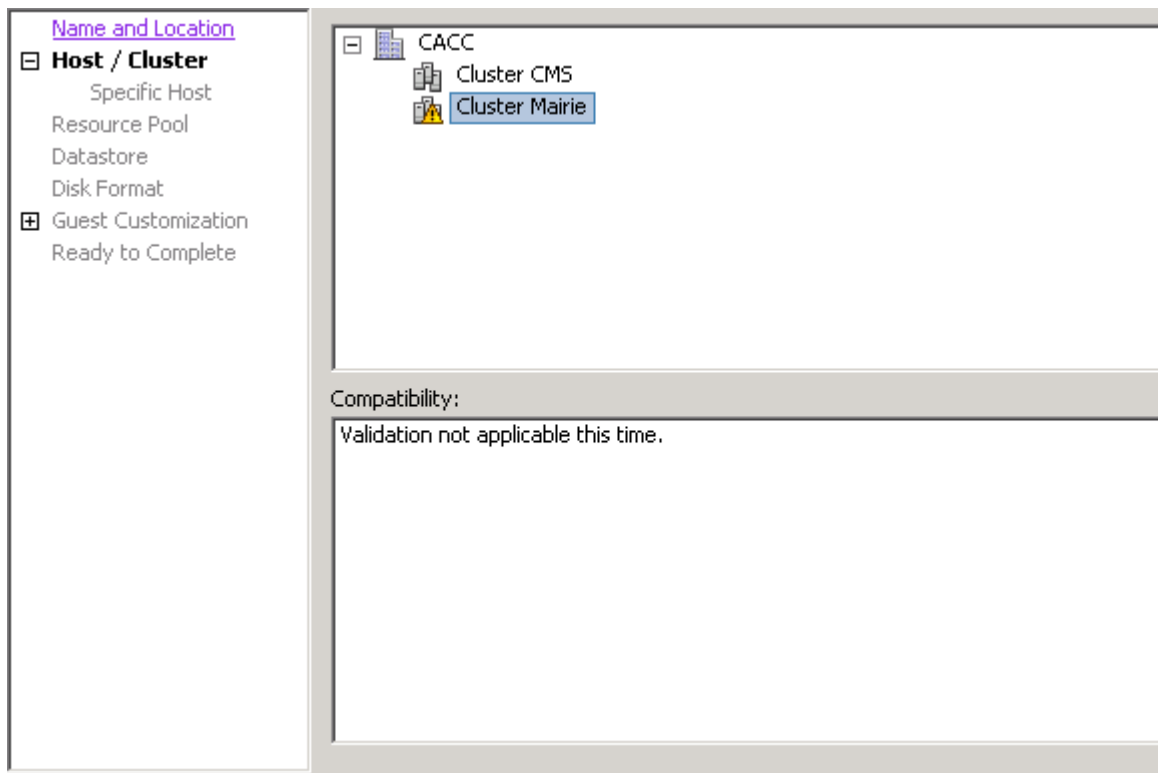 Name and Location
Host / Cluster
Specific Host
Resource Pool
Datastore
Disk Format
Guest Customization
Ready to Complete
CACC
Cluster CMS
Cluster Mairie
Compatibility:
Validation not applicable this time.